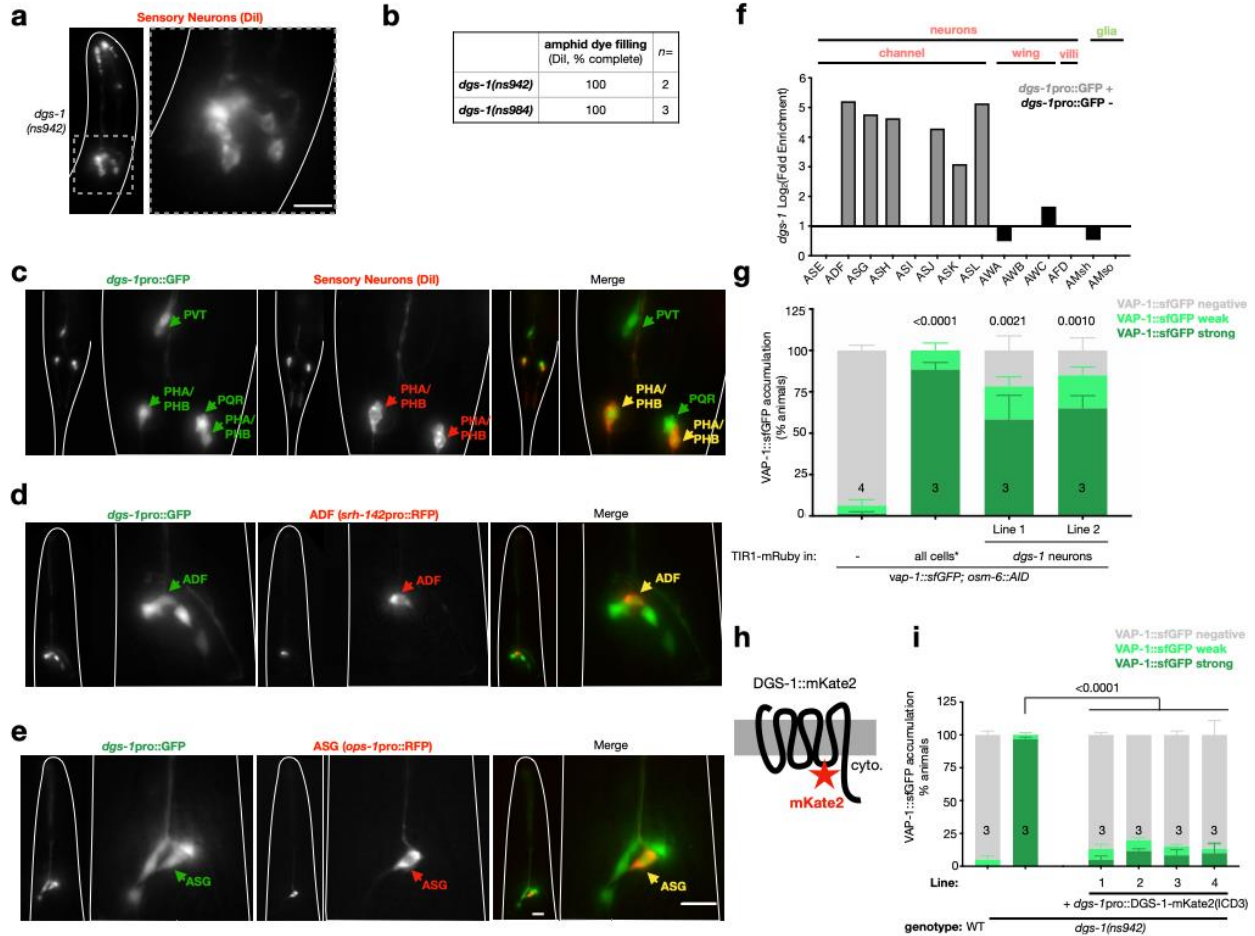 a
Sensory Neurons (DiI)
dgs-1
(ns942)
b
amphid dye filling
(DiI, % complete)
n=
dgs-1(ns942)
100
2
dgs-1(ns984)
100
3
c
dgs-1pro::GFP
Sensory Neurons (DiI)
Merge
PVT
PHA/
PHB
PQR
PHA/
PHB
PHA/
PHB
PHA/
PHB
PVT
PHA/
PHB
PQR
PHA/
PHB
d
dgs-1pro::GFP
ADF (srh-142pro::RFP)
Merge
ADF
ADF
ADF
e
dgs-1pro::GFP
ASG (ops-1pro::RFP)
Merge
ASG
ASG
ASG
f
neurons
glia
channel
wing
villi
dgs-1pro::GFP +
dgs-1pro::GFP -
dgs-1 Log2(Fold Enrichment)
6
5
4
3
2
1
0
ASE
ADF
ASG
ASH
ASI
ASJ
ASK
ASL
AWA
AWB
AWC
AFD
AMsh
AMso
g
VAP-1::sfGFP negative
VAP-1::sfGFP weak
VAP-1::sfGFP strong
VAP-1::sfGFP accumulation
(% animals)
125
100
75
50
25
0
<0.0001
0.0021
0.0010
4
3
3
3
Line 1
Line 2
TIR1-mRuby in:
-
all cells*
dgs-1 neurons
vap-1::sfGFP; osm-6::AID
h
DGS-1::mKate2
cyto.
mKate2
i
VAP-1::sfGFP negative
VAP-1::sfGFP weak
VAP-1::sfGFP strong
VAP-1::sfGFP accumulation
% animals
125
100
75
50
25
0
<0.0001
3
3
3
3
3
3
Line:
1
2
3
4
+ dgs-1pro::DGS-1-mKate2(ICD3)
genotype: WT
dgs-1(ns942)